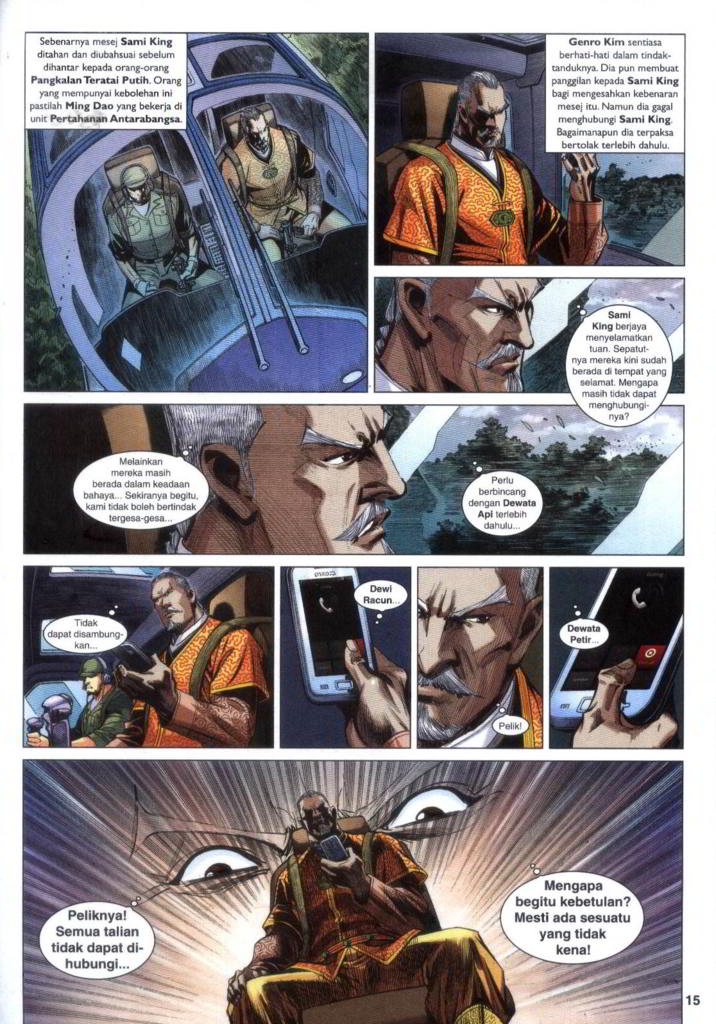 Sebenarnya mesej Sami King
ditahan dan diubahsuai sebelum
dihantar kepada orang-orang
Pangkalan Teratai Putih. Orang
yang mempunyai kebolehan ini
pastilah Ming Dao yang bekerja di
unit Pertahanan Antarabangsa.
Genro Kim sentiasa
berhati-hati dalam tindak-
tanduknya. Dia pun membuat
panggilan kepada Sami King
bagi mengesahkan kebenaran
mesej itu. Namun dia gagal
menghubungi Sami King.
Bagaimanapun dia terpaksa
bertolak terlebih dahulu.
Sami
King berjaya
menyelamatkan
tuan. Sepatut-
nya mereka kini sudah
berada di tempat yang
selamat. Mengapa
masih tidak dapat
menghubungi-
nya?
Melainkan
mereka masih
berada dalam keadaan
bahaya... Sekiranya begitu,
kami tidak boleh bertindak
tergesa-gesa...
Perlu
berbincang
dengan Dewata
Api terlebih
dahulu...
Tidak
dapat disambung-
kan...
Dewi
Racun...
Pelik!
Dewata
Petir...
Peliknya!
Semua talian
tidak dapat di-
hubungi...
Mengapa
begitu kebetulan?
Mesti ada sesuatu
yang tidak
kena!
15